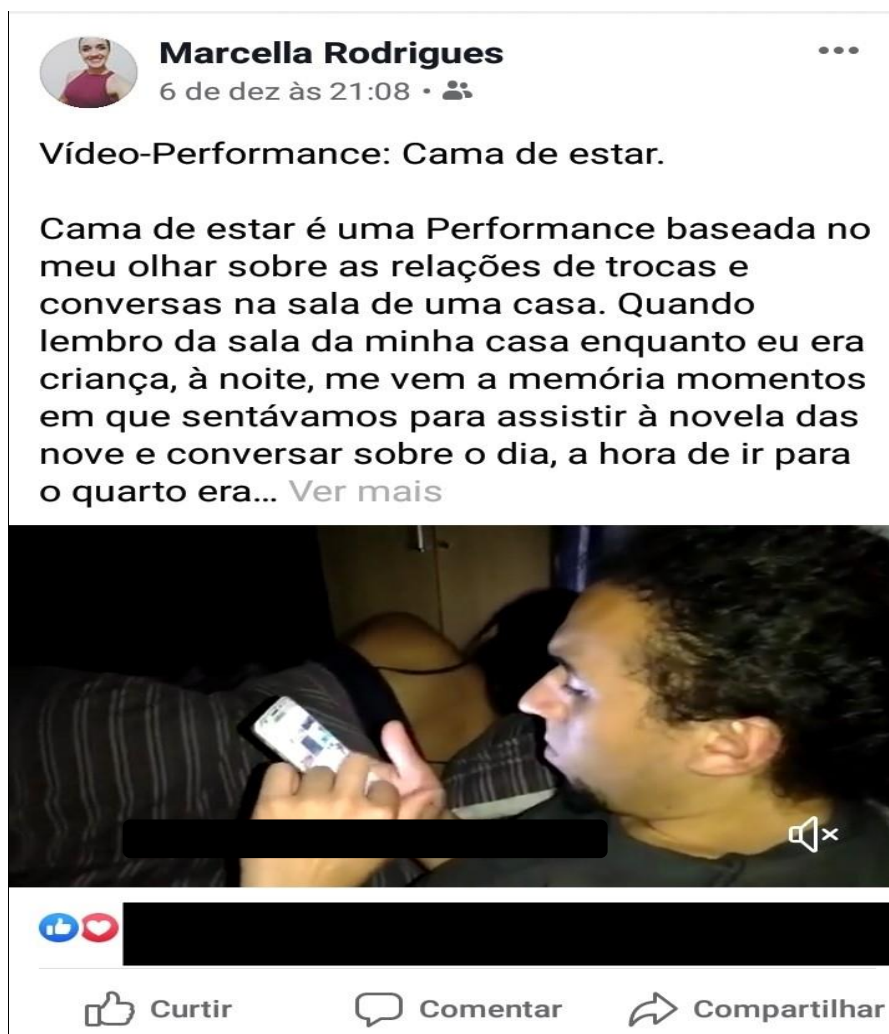 Marcella Rodrigues
6 de dez às 21:08 •
Vídeo-Performance: Cama de estar.
Cama de estar é uma Performance baseada no
meu olhar sobre as relações de trocas e
conversas na sala de uma casa. Quando
lembro da sala da minha casa enquanto eu era
criança, à noite, me vem a memória momentos
em que sentávamos para assistir à novela das
nove e conversar sobre o dia, a hora de ir para
o quarto era... Ver mais
Curtir Comentar Compartilhar